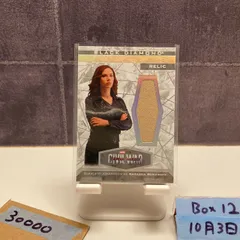 BLACK DIAMOND
RELIC
CIVIL WAR
30000
Box 12
10月3日